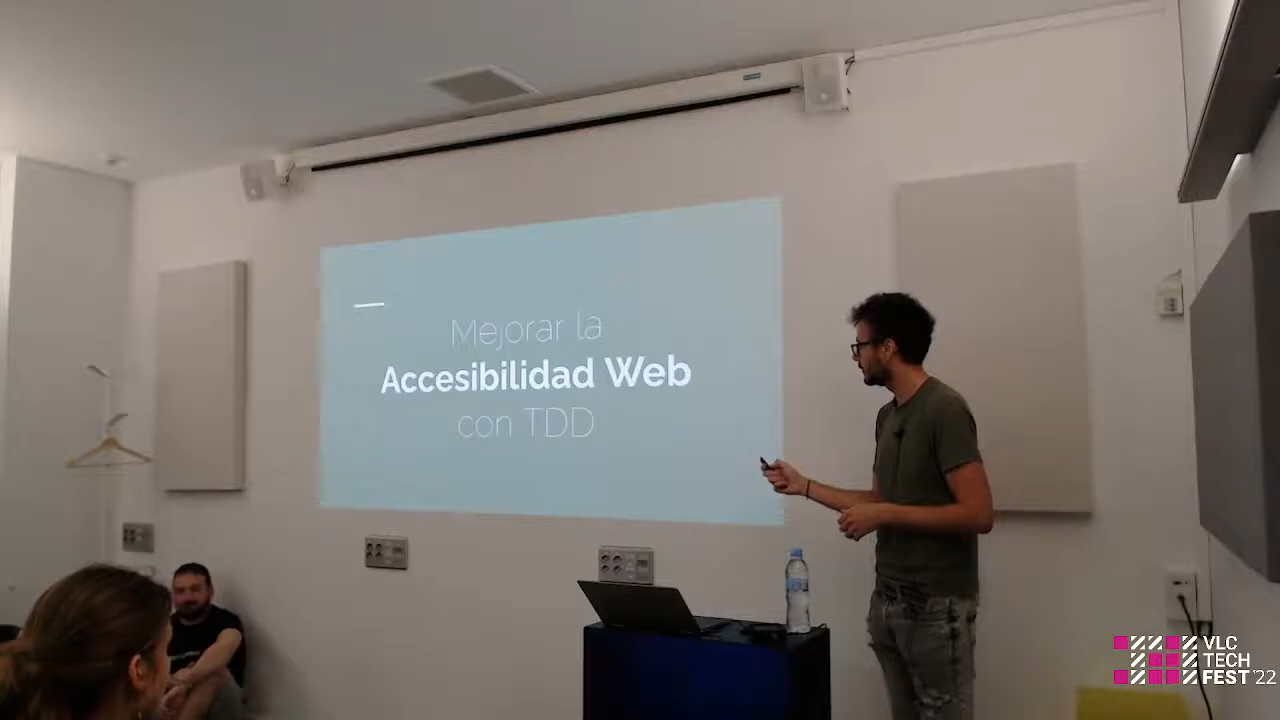 Mejorar la
Accesibilidad Web
con TDD
VLC
TECH
FEST '22